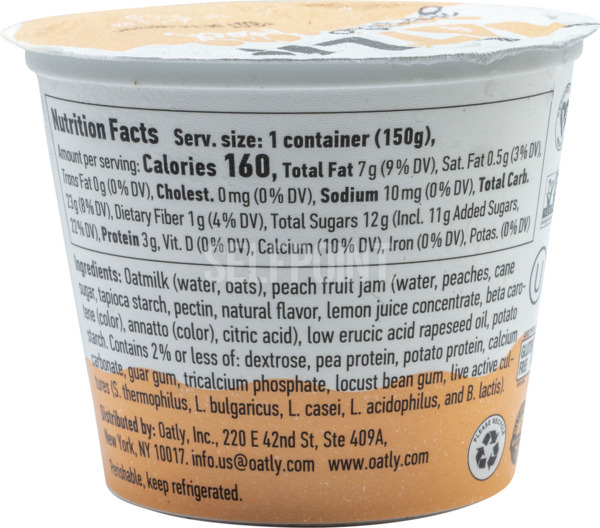 Nutrition Facts Serv. size: 1 container (150g),
Amount per serving: Calories 160, Total Fat 7g (9% DV), Sat. Fat 0.5g (3% DV),
Trans Fat 0g (0% DV), Cholest. 0mg (0% DV), Sodium 10mg (0% DV), Total Carb.
23g (8% DV), Dietary Fiber 1g (4% DV), Total Sugars 12g (Incl. 11g Added Sugars,
22% DV), Protein 3g, Vit. D (0% DV), Calcium (10% DV), Iron (0% DV), Potas. (0% DV)
SELFPOINT
Ingredients: Oatmilk (water, oats), peach fruit jam (water, peaches, cane
sugar, tapioca starch, pectin, natural flavor, lemon juice concentrate, beta caro-
tene (color), annatto (color), citric acid), low erucic acid rapeseed oil, potato
starch. Contains 2% or less of: dextrose, pea protein, potato protein, calcium
carbonate, guar gum, tricalcium phosphate, locust bean gum, live active cul-
tures (S. thermophilus, L. bulgaricus, L. casei, L. acidophilus, and B. lactis).
Distributed by: Oatly, Inc., 220 E 42nd St, Ste 409A,
New York, NY 10017. info.us@oatly.com www.oatly.com
Perishable, keep refrigerated.
PLEASE RECYCLE